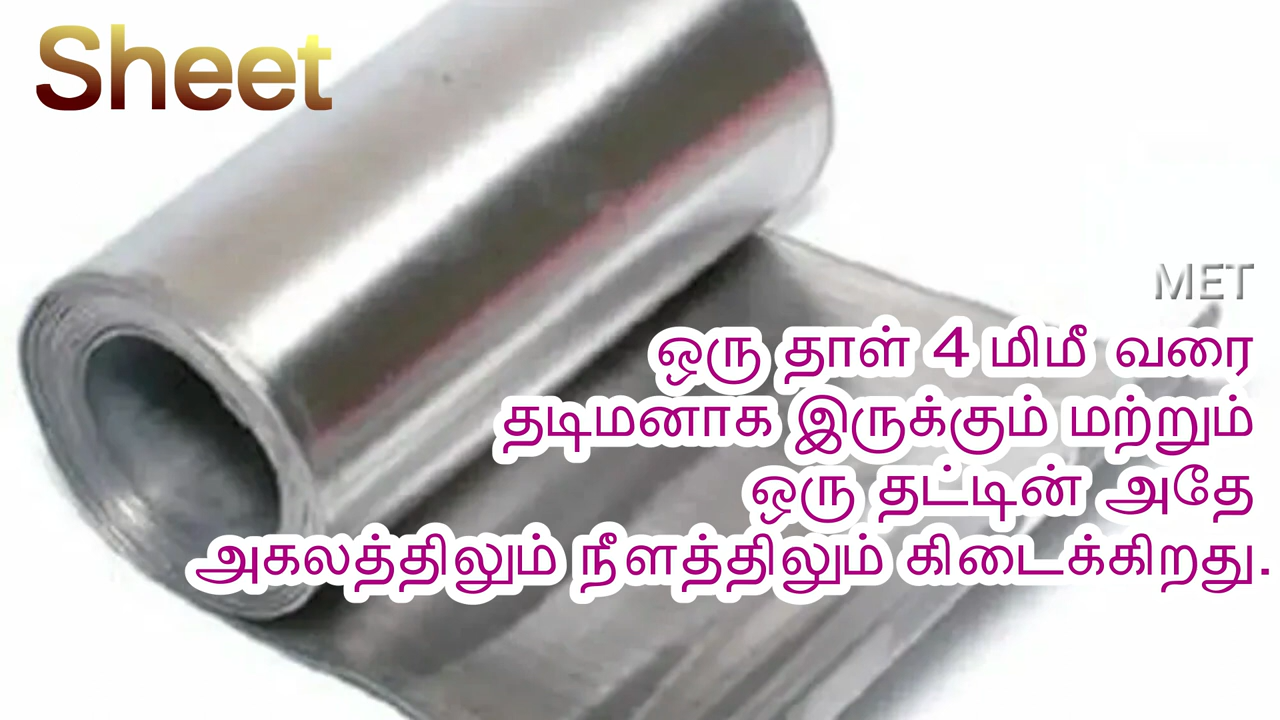 Sheet
MET
ஒரு தாள் 4 மிமீ வரை
தடிமனாக இருக்கும் மற்றும்
ஒரு தட்டின் அதே
அகலத்திலும் நீளத்திலும் கிடைக்கிறது.